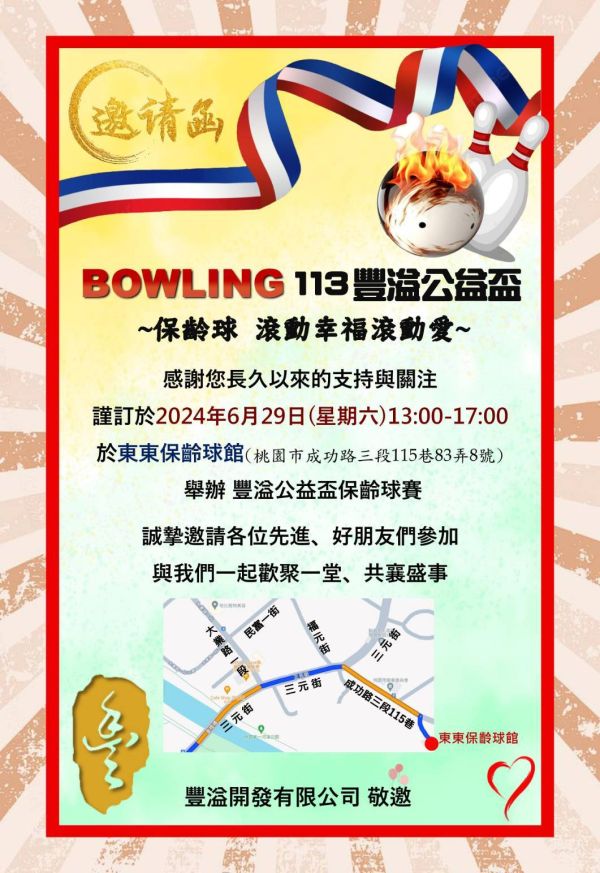 邀请函
BOWLING 113豐溢公益盃
~保齡球 滾動幸福滾動愛~
感謝您長久以來的支持與關注
謹訂於2024年6月29日(星期六)13:00-17:00
於東東保齡球館(桃園市成功路三段115巷83弄8號)
舉辦 豐溢公益盃保齡球賽
誠摯邀請各位先進、好朋友們參加
與我們一起歡聚一堂、共襄盛事
大業路一段
民富一街
福元街
三元街
三元街
三元街
成功路三段115巷
東東保齡球館
豐溢開發有限公司 敬邀